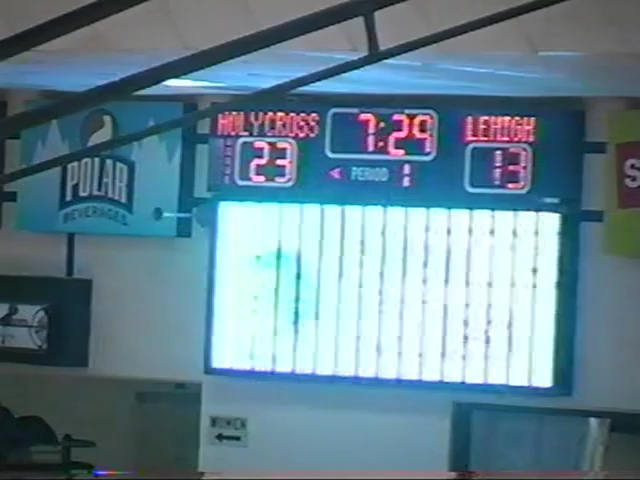 HOLYCROSS
7:29
LEHIGH
23
PERIOD 1
13
POLAR
BEVERAGES
S
WOMEN